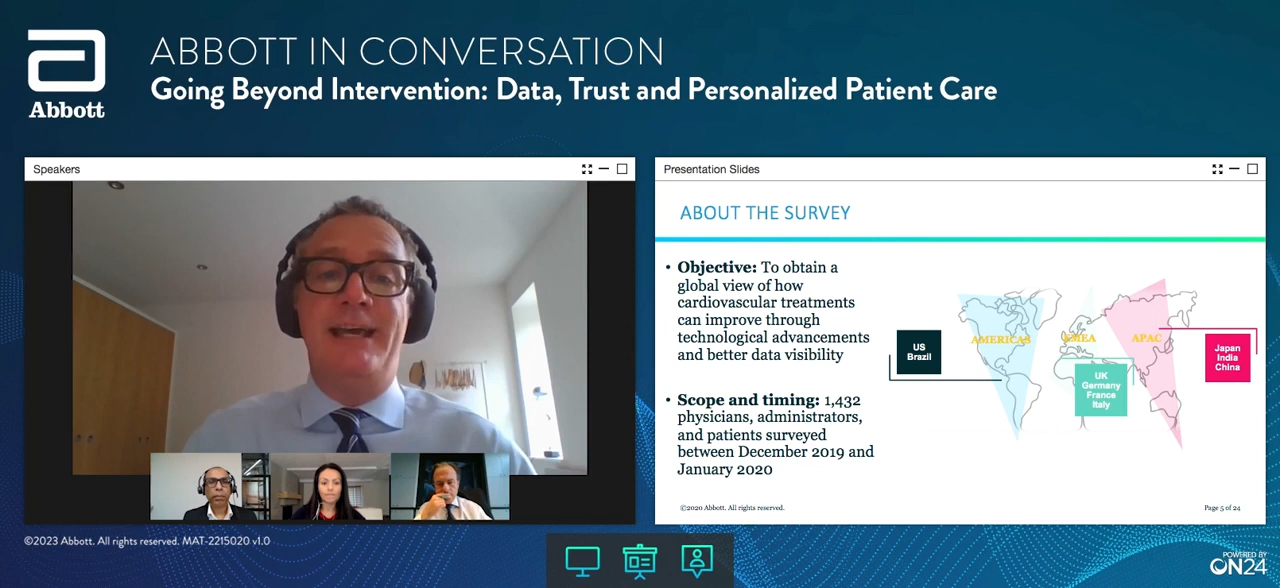 Abbott
ABBOTT IN CONVERSATION
Going Beyond Intervention: Data, Trust and Personalized Patient Care
Speakers
Presentation Slides
ABOUT THE SURVEY
• Objective: To obtain a
global view of how
cardiovascular treatments
can improve through
technological advancements
and better data visibility
• Scope and timing: 1,432
physicians, administrators,
and patients surveyed
between December 2019 and
January 2020
AMERICAS
EMEA
APAC
US
Brazil
UK
Germany
France
Italy
Japan
India
China
©2020 Abbott. All rights reserved.
Page 5 of 24
©2023 Abbott. All rights reserved. MAT-2215020 v1.0
POWERED BY
ON24